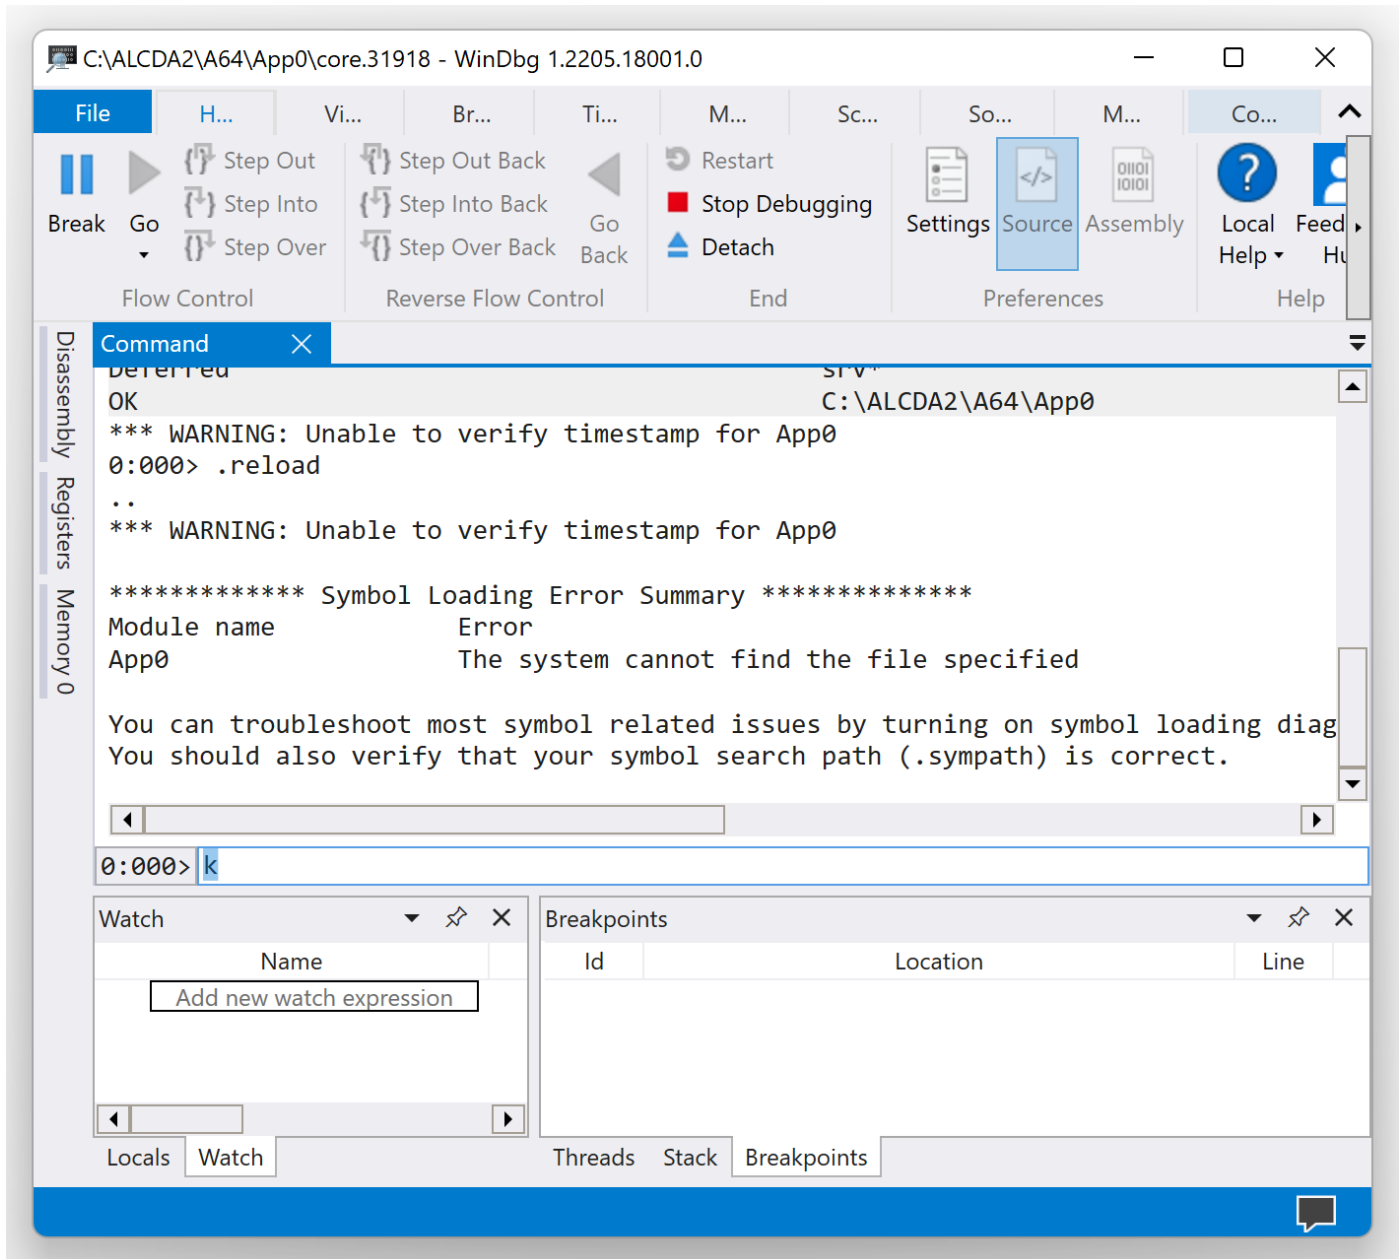 C:\ALCDA2\A64\App0\core.31918 - WinDbg 1.2205.18001.0
File H... Vi... Br... Ti... M... Sc... So... M... Co...
Break
Go
Step Out
Step Into
Step Over
Flow Control
Step Out Back
Step Into Back
Step Over Back
Go
Back
Reverse Flow Control
Restart
Stop Debugging
Detach
End
Settings
Source
Assembly
Preferences
Local
Help
Feed
Hu
Help
Disassembly
Registers
Memory 0
Command
Deferred srv*
OK C:\ALCDA2\A64\App0
*** WARNING: Unable to verify timestamp for App0
0:000> .reload
..
*** WARNING: Unable to verify timestamp for App0
************* Symbol Loading Error Summary **************
Module name Error
App0 The system cannot find the file specified
You can troubleshoot most symbol related issues by turning on symbol loading diag
You should also verify that your symbol search path (.sympath) is correct.
0:000> k
Watch
Name
Add new watch expression
Locals Watch
Breakpoints
Id Location Line
Threads Stack Breakpoints